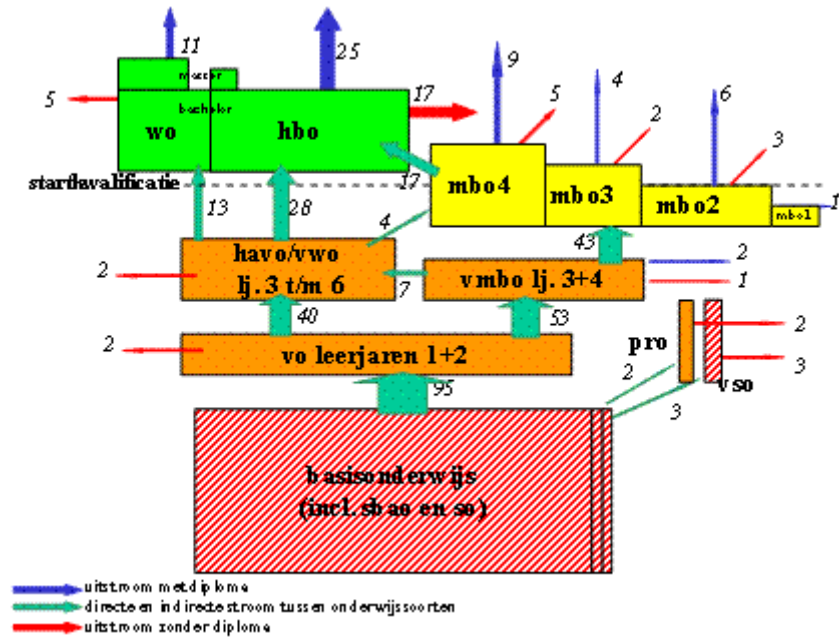 11
25
9
4
6
5
master
bachelor
17
5
2
3
wo
hbo
startkwalificatie
17
mbo4
mbo3
mbo2
mbo1
1
13
28
4
43
havo/vwo
lj. 3 t/m 6
2
7
vmbo lj. 3+4
2
1
40
53
2
vo leerjaren 1+2
pro
2
3
vso
95
2
3
basisonderwijs
(incl. sbao en so)
uitstroom met diploma
directe en indirecte stroom tussen onderwijssoorten
uitstroom zonder diploma